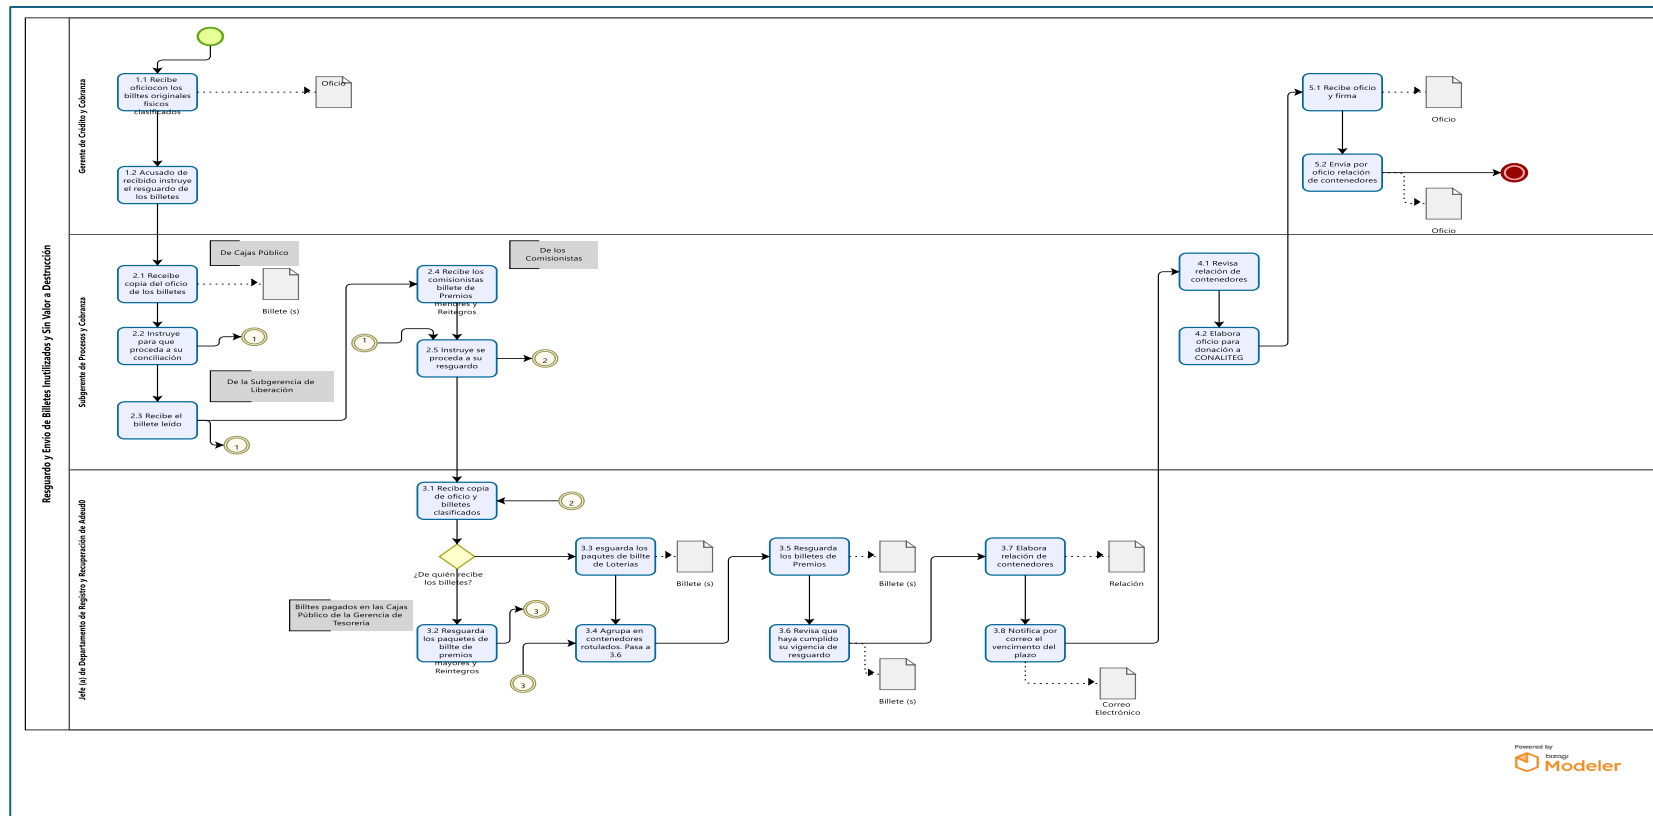 Resguardo y Envío de Billetes Inutilizados y Sin Valor a Destrucción
Gerente de Crédito y Cobranza
1.1 Recibe
oficiocon los
billtes originales
físicos
clasificados
Oficio
1.2 Acusado de
recibido instruye
el resguardo de
los billetes
5.1 Recibe oficio
y firma
Oficio
5.2 Envía por
oficio relación
de contenedores
Oficio
Subgerente de Procesos y Cobranza
De Cajas Público
2.1 Receibe
copia del oficio
de los billetes
Billete (s)
2.2 Instruye
para que
proceda a su
conciliación
1
De la Subgerencia de
Liberación
2.3 Recibe el
billete leido
1
De los
Comisionistas
2.4 Recibe los
comisionistas
billete de
Premios
menores y
Reitegros
1
2.5 Instruye se
proceda a su
resguardo
2
4.1 Revisa
relación de
contenedores
4.2 Elabora
oficio para
donación a
CONALITEG
Jefe (a) de Departamento de Registro y Recuperación de Adeud0
3.1 Recibe copia
de oficio y
billetes
clasificados
2
¿De quién recibe
los billetes?
Billtes pagados en las Cajas
Público de la Gerencia de
Tesorería
3.2 Resguarda
los paquetes de
billte de
premios
mayores y
Reintegros
3
3
3.3 esguarda los
paqutes de billte
de Loterías
Billete (s)
3.4 Agrupa en
contenedores
rotulados. Pasa a
3.6
3.5 Resguarda
los billetes de
Premios
Billete (s)
3.6 Revisa que
haya cumplido
su vigencia de
resguardo
Billete (s)
3.7 Elabora
relación de
contenedores
Relación
3.8 Notifica por
correo el
vencimento del
plazo
Correo
Electrónico
Powered by
bizagi
Modeler